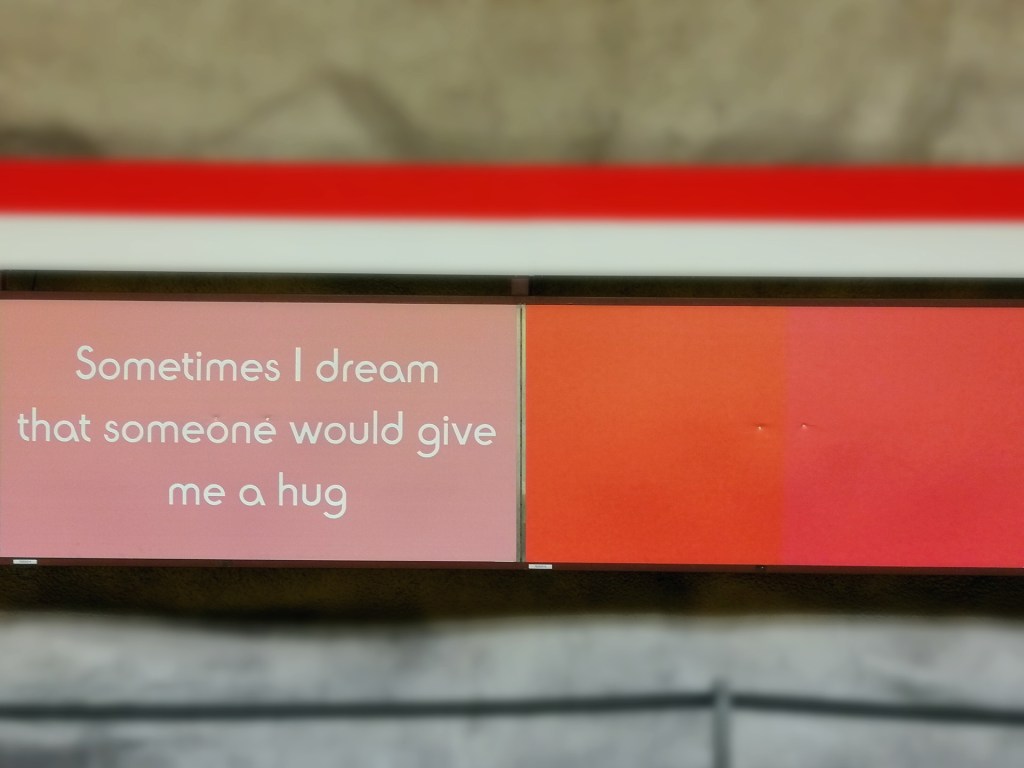 Sometimes I dream
that someone would give
me a hug